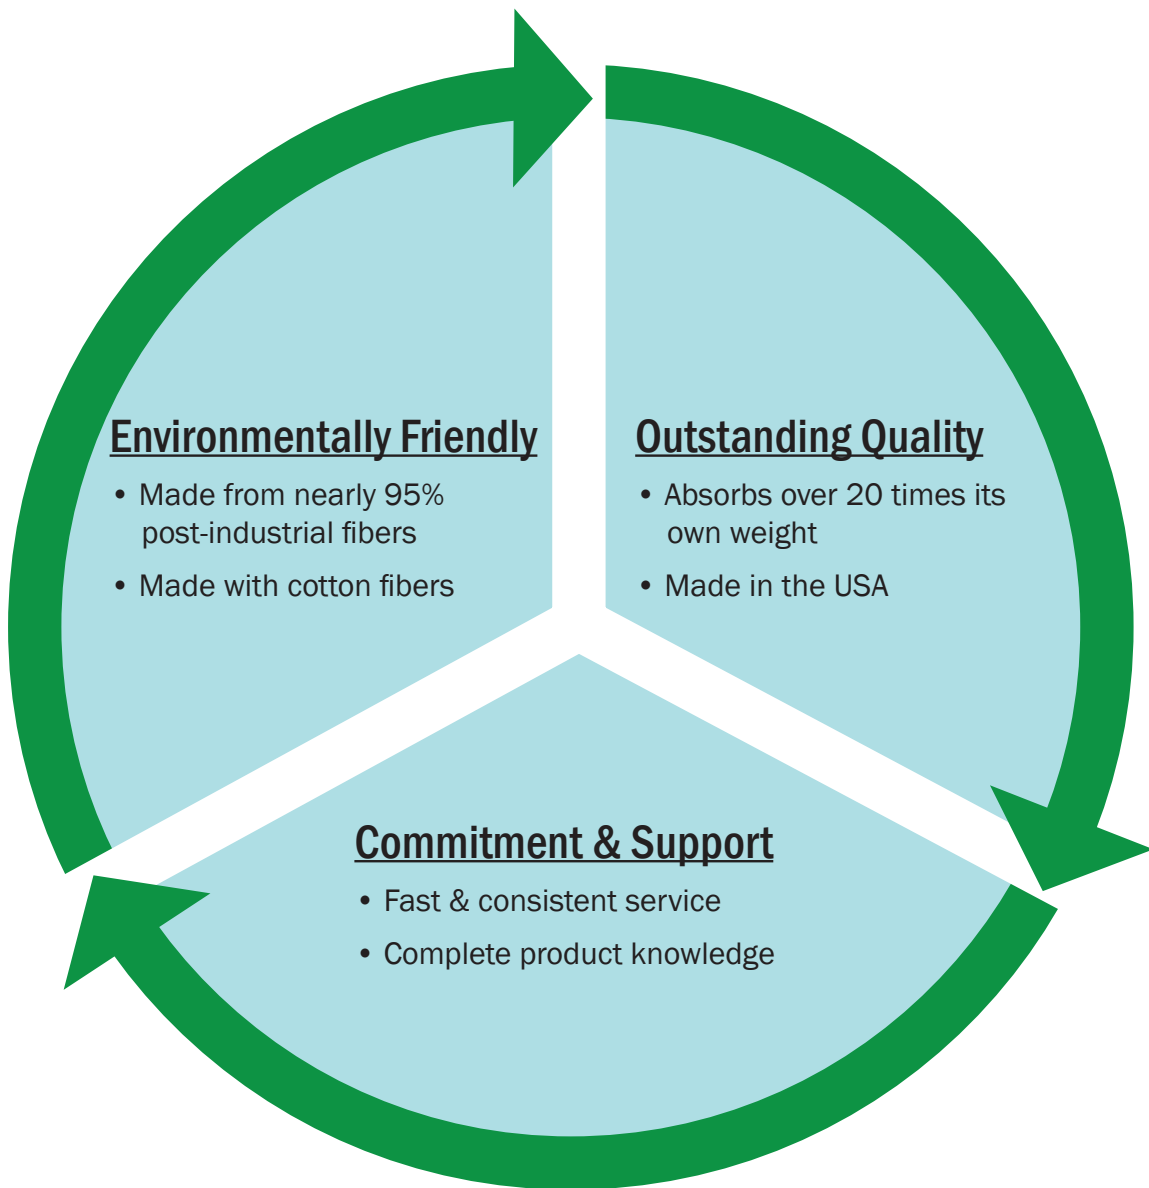 Environmentally Friendly
• Made from nearly 95%
post-industrial fibers
• Made with cotton fibers
Outstanding Quality
• Absorbs over 20 times its
own weight
• Made in the USA
Commitment & Support
• Fast & consistent service
• Complete product knowledge